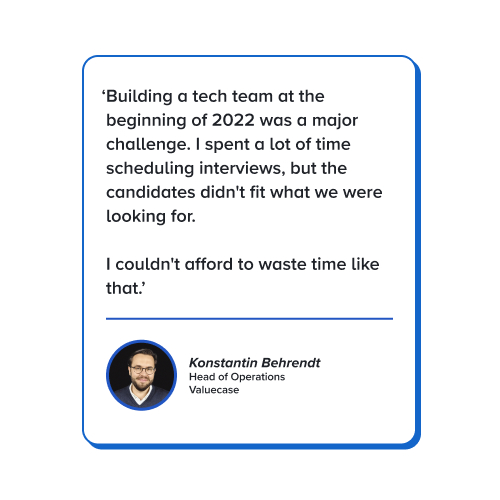 ‘Building a tech team at the
beginning of 2022 was a major
challenge. I spent a lot of time
scheduling interviews, but the
candidates didn't fit what we were
looking for.
I couldn't afford to waste time like
that.’
Konstantin Behrendt
Head of Operations
Valuecase